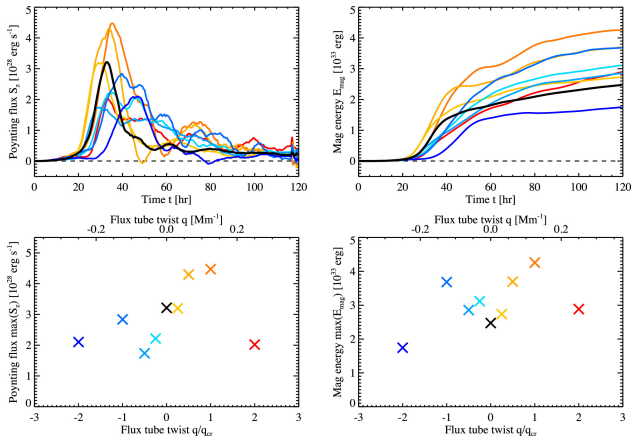 Poynting flux S_z [10^28 erg s^-1]
5
4
3
2
1
0
0 20 40 60 80 100 120
Time t [hr]
Mag energy E_mag [10^33 erg]
5
4
3
2
1
0
0 20 40 60 80 100 120
Time t [hr]
Flux tube twist q [Mm^-1]
-0.2 0.0 0.2
Poynting flux max(S_z) [10^28 erg s^-1]
5
4
3
2
1
0
-3 -2 -1 0 1 2 3
Flux tube twist q/q_cr
Flux tube twist q [Mm^-1]
-0.2 0.0 0.2
Mag energy max(E_mag) [10^33 erg]
5
4
3
2
1
0
-3 -2 -1 0 1 2 3
Flux tube twist q/q_cr